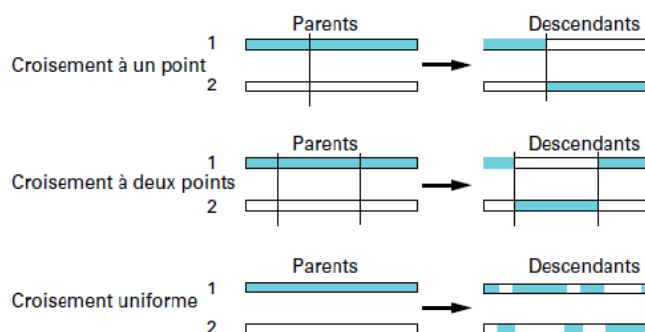 Parents Descendants
1
Croisement à un point
2
Parents Descendants
1
Croisement à deux points
2
Parents Descendants
1
Croisement uniforme
2